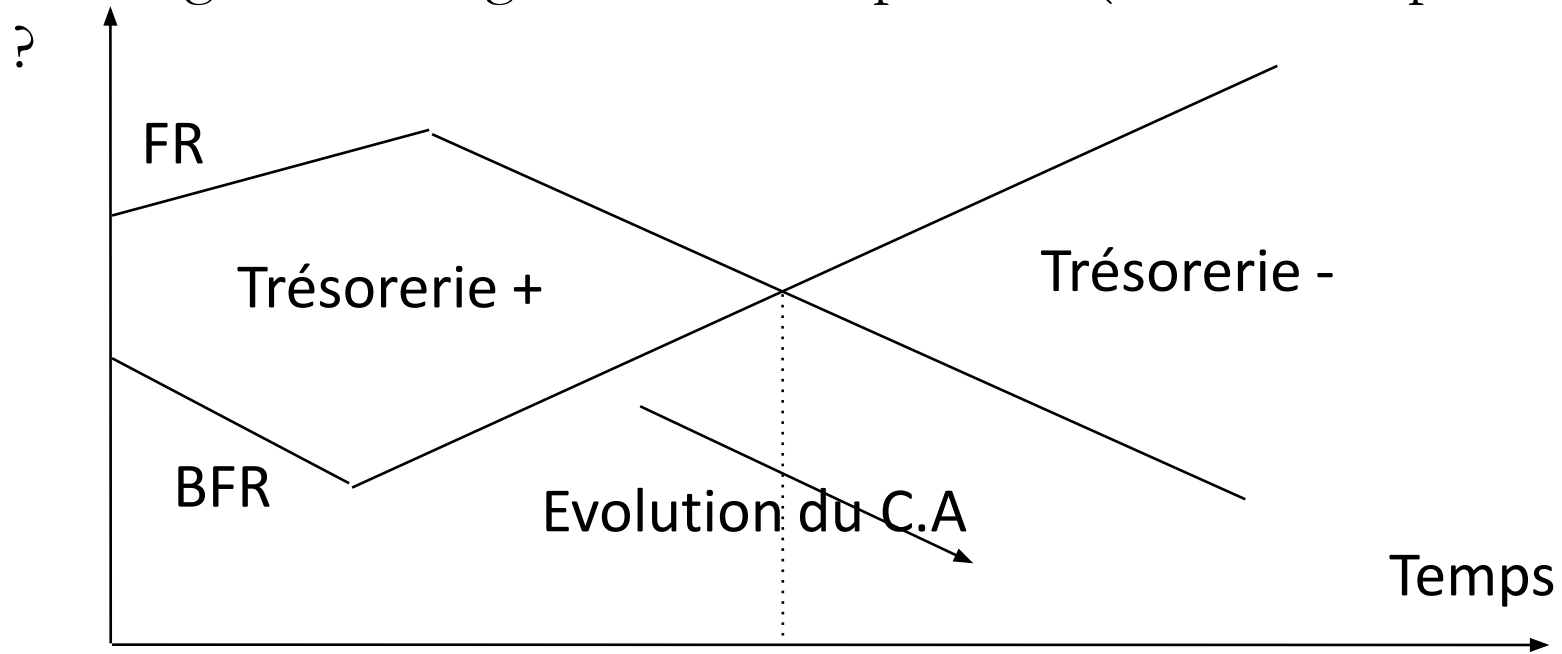 ?
FR
Trésorerie +
Trésorerie -
BFR
Evolution du C.A
Temps